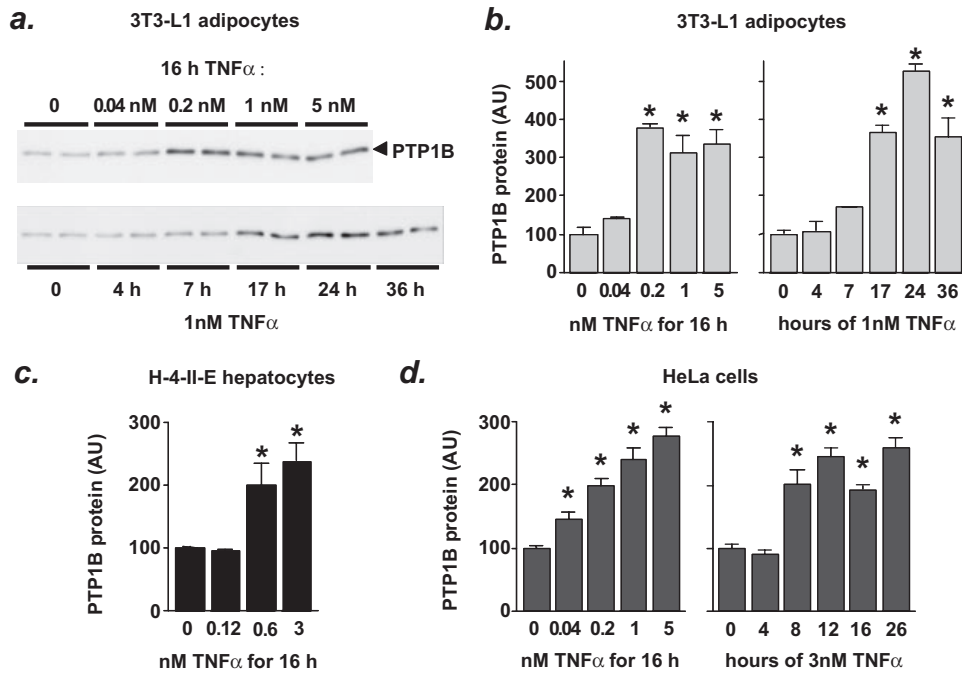 a.
3T3-L1 adipocytes
16 h TNFα :
0 0.04 nM 0.2 nM 1 nM 5 nM
PTP1B
0 4 h 7 h 17 h 24 h 36 h
1nM TNFα
b.
3T3-L1 adipocytes
PTP1B protein (AU)
500
400
300
200
100
0
* * *
* * *
0 0.04 0.2 1 5
nM TNFα for 16 h
0 4 7 17 24 36
hours of 1nM TNFα
c.
H-4-II-E hepatocytes
PTP1B protein (AU)
300
200
100
0
* *
0 0.12 0.6 3
nM TNFα for 16 h
d.
HeLa cells
PTP1B protein (AU)
300
200
100
0
* * * *
* * * *
0 0.04 0.2 1 5
nM TNFα for 16 h
0 4 8 12 16 26
hours of 3nM TNFα